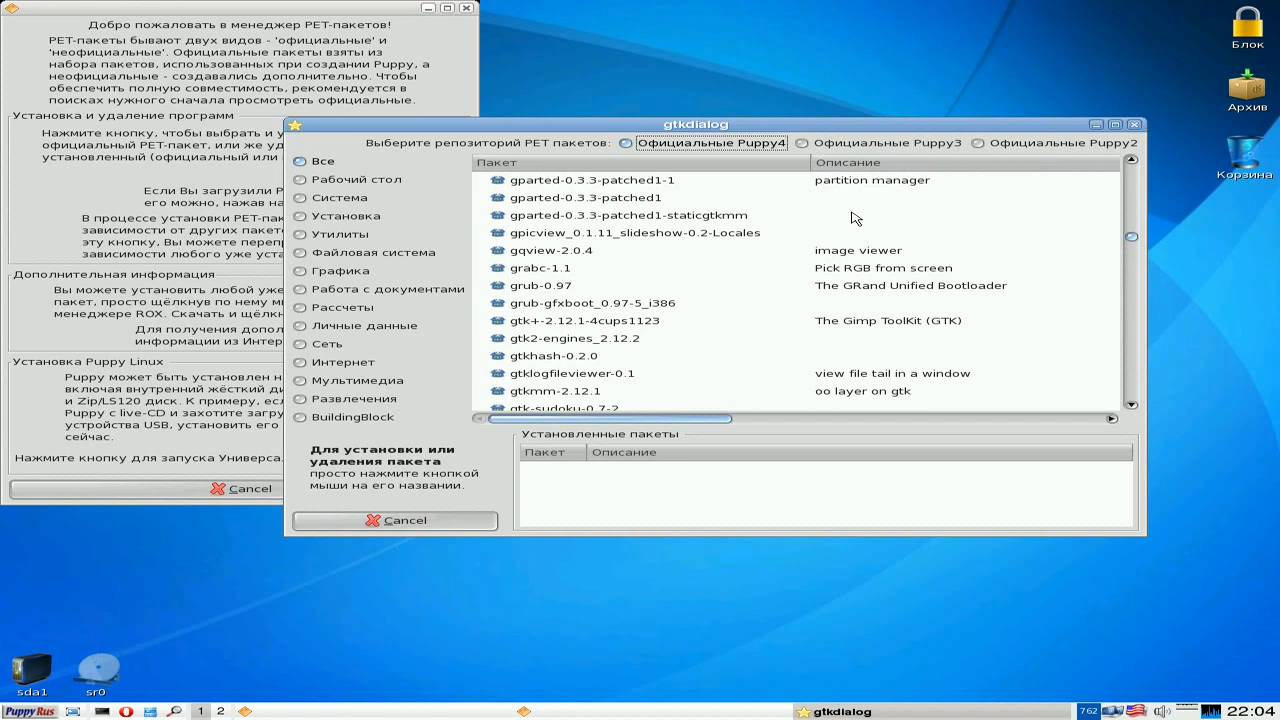 Добро пожаловать в менеджер PET-пакетов!
PET-пакеты бывают двух видов - 'официальные' и
'неофициальные'. Официальные пакеты взяты из
набора пакетов, использованных при создании Puppy, а
неофициальные - создавались дополнительно. Чтобы
обеспечить полную совместимость, рекомендуется в
поисках нужного сначала просмотреть официальные.
Установка и удаление программ
Нажмите кнопку, чтобы выбрать и у
официальный PET-пакет, или же уд
установленный (официальный или
Если Вы загрузили P
его можно, нажав на
В процессе установки PET-пак
зависимости от других пакет
эту кнопку, Вы можете перепр
зависимости любого уже уста
Дополнительная информация
Вы можете установить любой уже
пакет, просто щёлкнув по нему м
менеджере ROX. Скачать и щёлкн
Для получения допол
информации из Интер
Установка Puppy Linux
Puppy может быть установлен н
включая внутренний жёсткий ди
и Zip/LS120 диск. К примеру, есл
Puppy с live-CD и захотите загру
устройства USB, установить его
сейчас.
Нажмите кнопку для запуска Универса.
Cancel
gtkdialog
Выберите репозиторий PET пакетов:
Официальные Puppy4
Официальные Puppy3
Официальные Puppy2
Все
Рабочий стол
Система
Установка
Утилиты
Файловая система
Графика
Работа с документами
Рассчеты
Личные данные
Сеть
Интернет
Мультимедиа
Развлечения
BuildingBlock
Пакет Описание
gparted-0.3.3-patched1-1 partition manager
gparted-0.3.3-patched1
gparted-0.3.3-patched1-staticgtkmm
gpicview_0.1.11_slideshow-0.2-Locales
gqview-2.0.4 image viewer
grabc-1.1 Pick RGB from screen
grub-0.97 The GRand Unified Bootloader
grub-gfxboot_0.97-5_i386
gtk+-2.12.1-4cups1123 The Gimp ToolKit (GTK)
gtk2-engines_2.12.2
gtkhash-0.2.0
gtklogfileviewer-0.1 view file tail in a window
gtkmm-2.12.1 oo layer on gtk
gtk-sudoku-0.7-2
Для установки или
удаления пакета
просто нажмите кнопкой
мыши на его названии.
Cancel
Установленные пакеты
Пакет Описание
Блок
Архив
Корзина
sda1
sr0
PuppyRus
1 2
gtkdialog
762
22:04